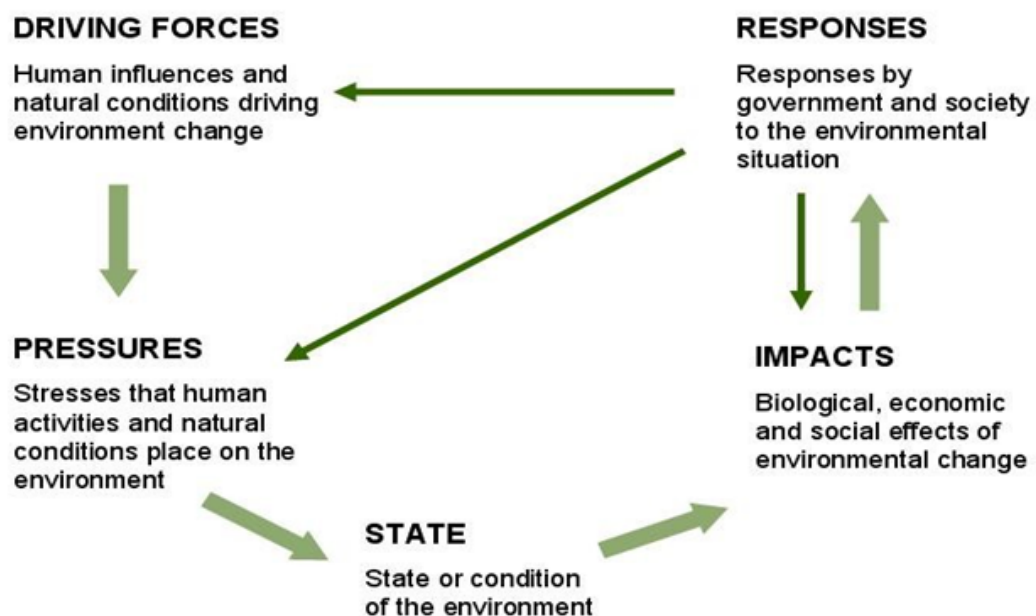 DRIVING FORCES
Human influences and
natural conditions driving
environment change
RESPONSES
Responses by
government and society
to the environmental
situation
PRESSURES
Stresses that human
activities and natural
conditions place on the
environment
IMPACTS
Biological, economic
and social effects of
environmental change
STATE
State or condition
of the environment